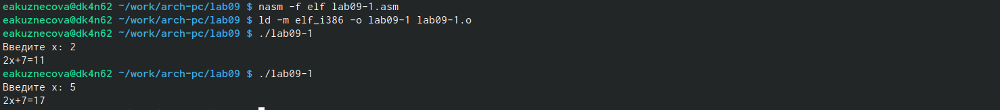 eakuznecova@dk4n62 ~/work/arch-pc/lab09 $ nasm -f elf lab09-1.asm
eakuznecova@dk4n62 ~/work/arch-pc/lab09 $ ld -m elf_i386 -o lab09-1 lab09-1.o
eakuznecova@dk4n62 ~/work/arch-pc/lab09 $ ./lab09-1
Введите x: 2
2x+7=11
eakuznecova@dk4n62 ~/work/arch-pc/lab09 $ ./lab09-1
Введите x: 5
2x+7=17